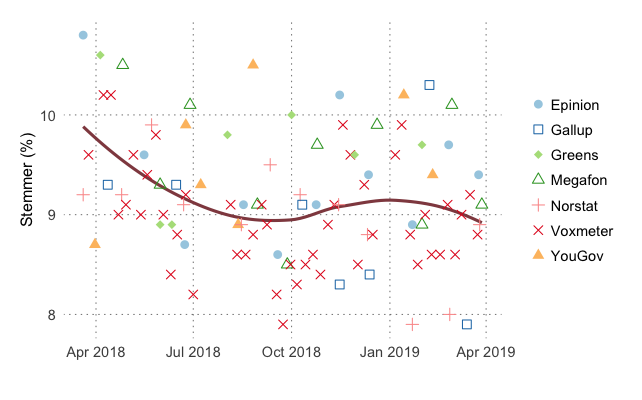 Stemmer (%)
10
9
8
Apr 2018 Jul 2018 Oct 2018 Jan 2019 Apr 2019
Epinion
Gallup
Greens
Megafon
Norstat
Voxmeter
YouGov